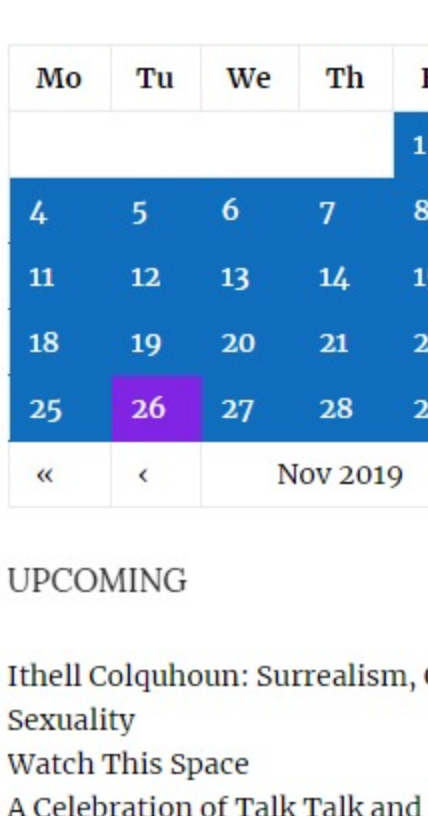 Mo Tu We Th
1
4 5 6 7 8
11 12 13 14
18 19 20 21
25 26 27 28
« ‹ Nov 2019
UPCOMING
Ithell Colquhoun: Surrealism,
Sexuality
Watch This Space
A Celebration of Talk Talk and